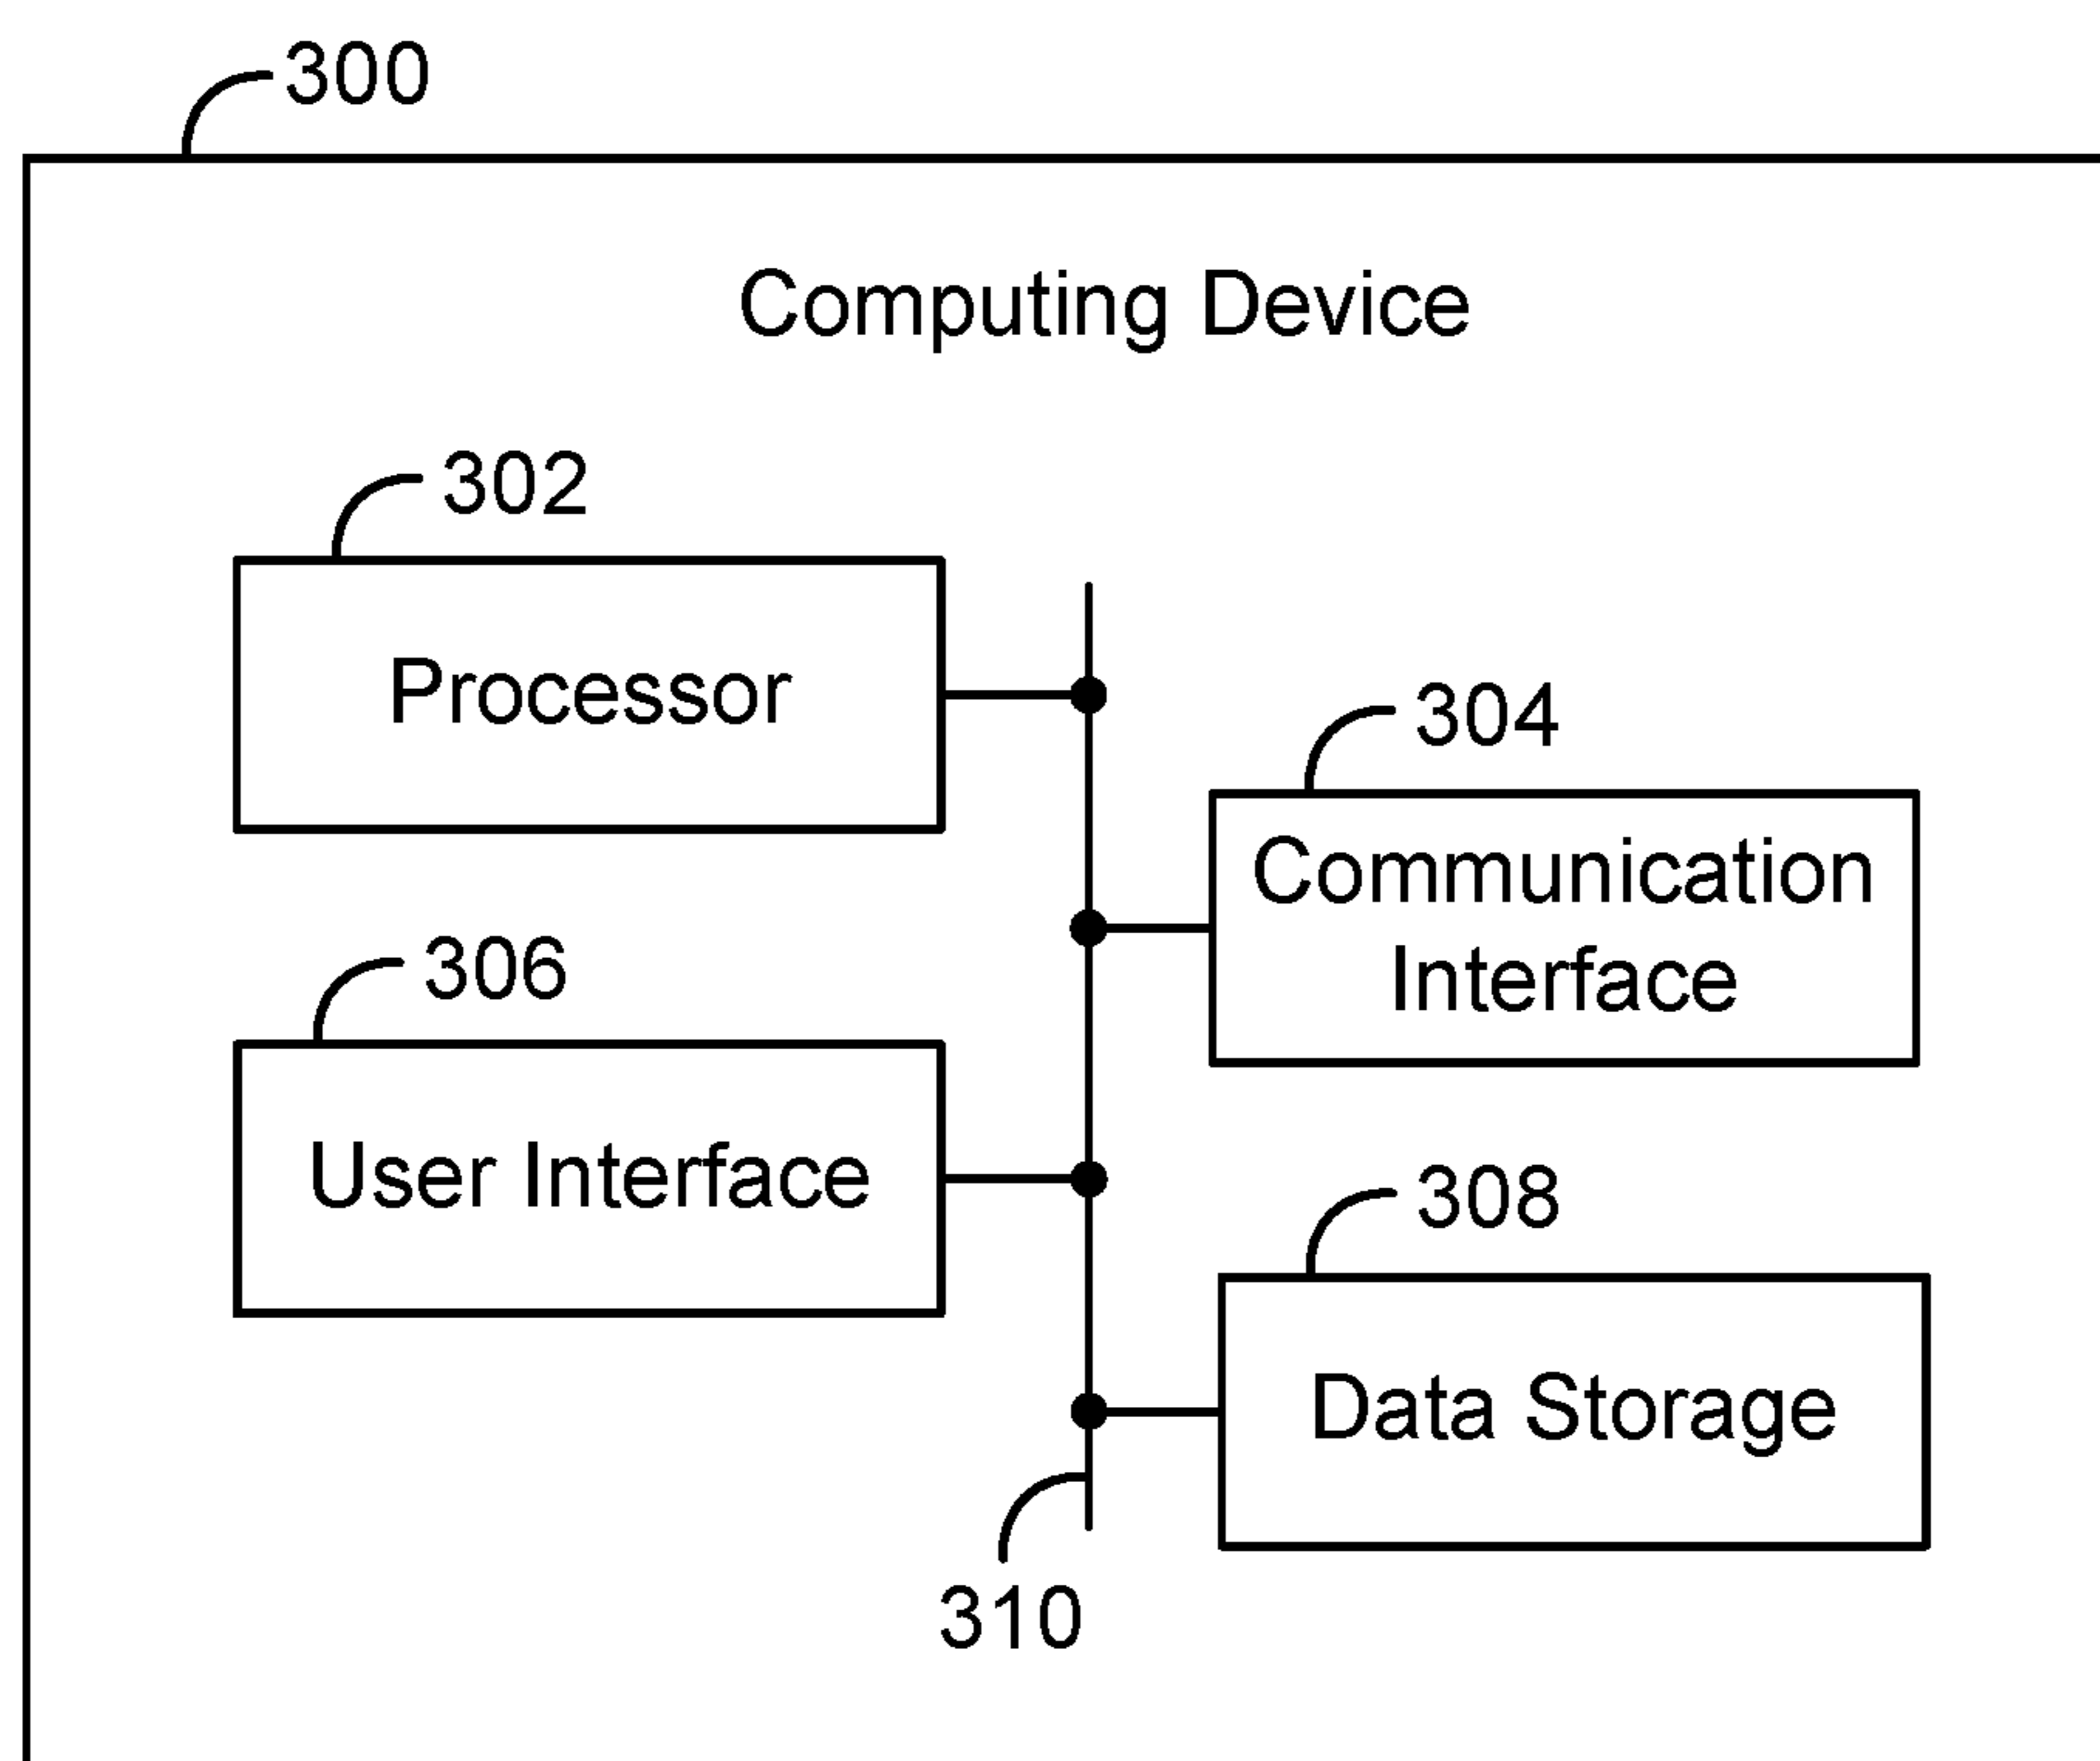 300
Computing Device
302
Processor
304
Communication
Interface
306
User Interface
308
Data Storage
310